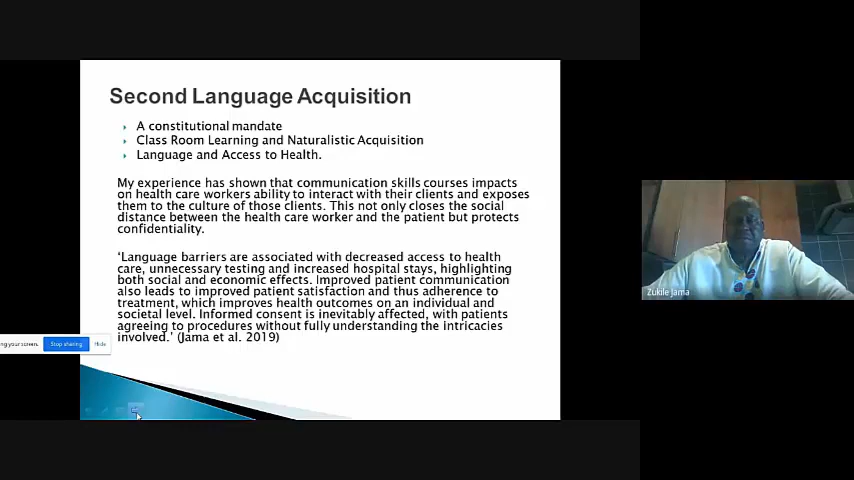 Second Language Acquisition
A constitutional mandate
Class Room Learning and Naturalistic Acquisition
Language and Access to Health.
My experience has shown that communication skills courses impacts
on health care workers ability to interact with their clients and exposes
them to the culture of those clients. This not only closes the social
distance between the health care worker and the patient but protects
confidentiality.
‘Language barriers are associated with decreased access to health
care, unnecessary testing and increased hospital stays, highlighting
both social and economic effects. Improved patient communication
also leads to improved patient satisfaction and thus adherence to
treatment, which improves health outcomes on an individual and
societal level. Informed consent is inevitably affected, with patients
agreeing to procedures without fully understanding the intricacies
involved.’ (Jama et al. 2019)
ng your screen. Stop sharing Hide
Zukile Jama